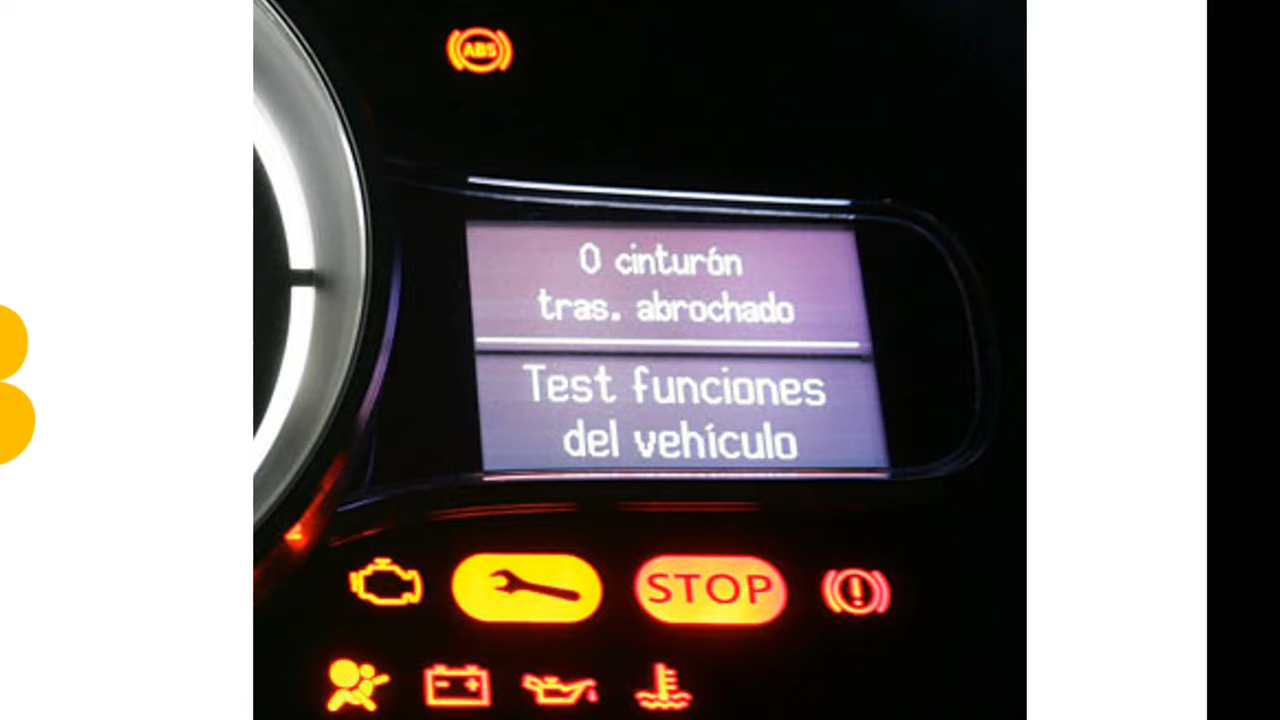 ABS
0 cinturón
tras. abrochado
Test funciones
del vehículo
STOP